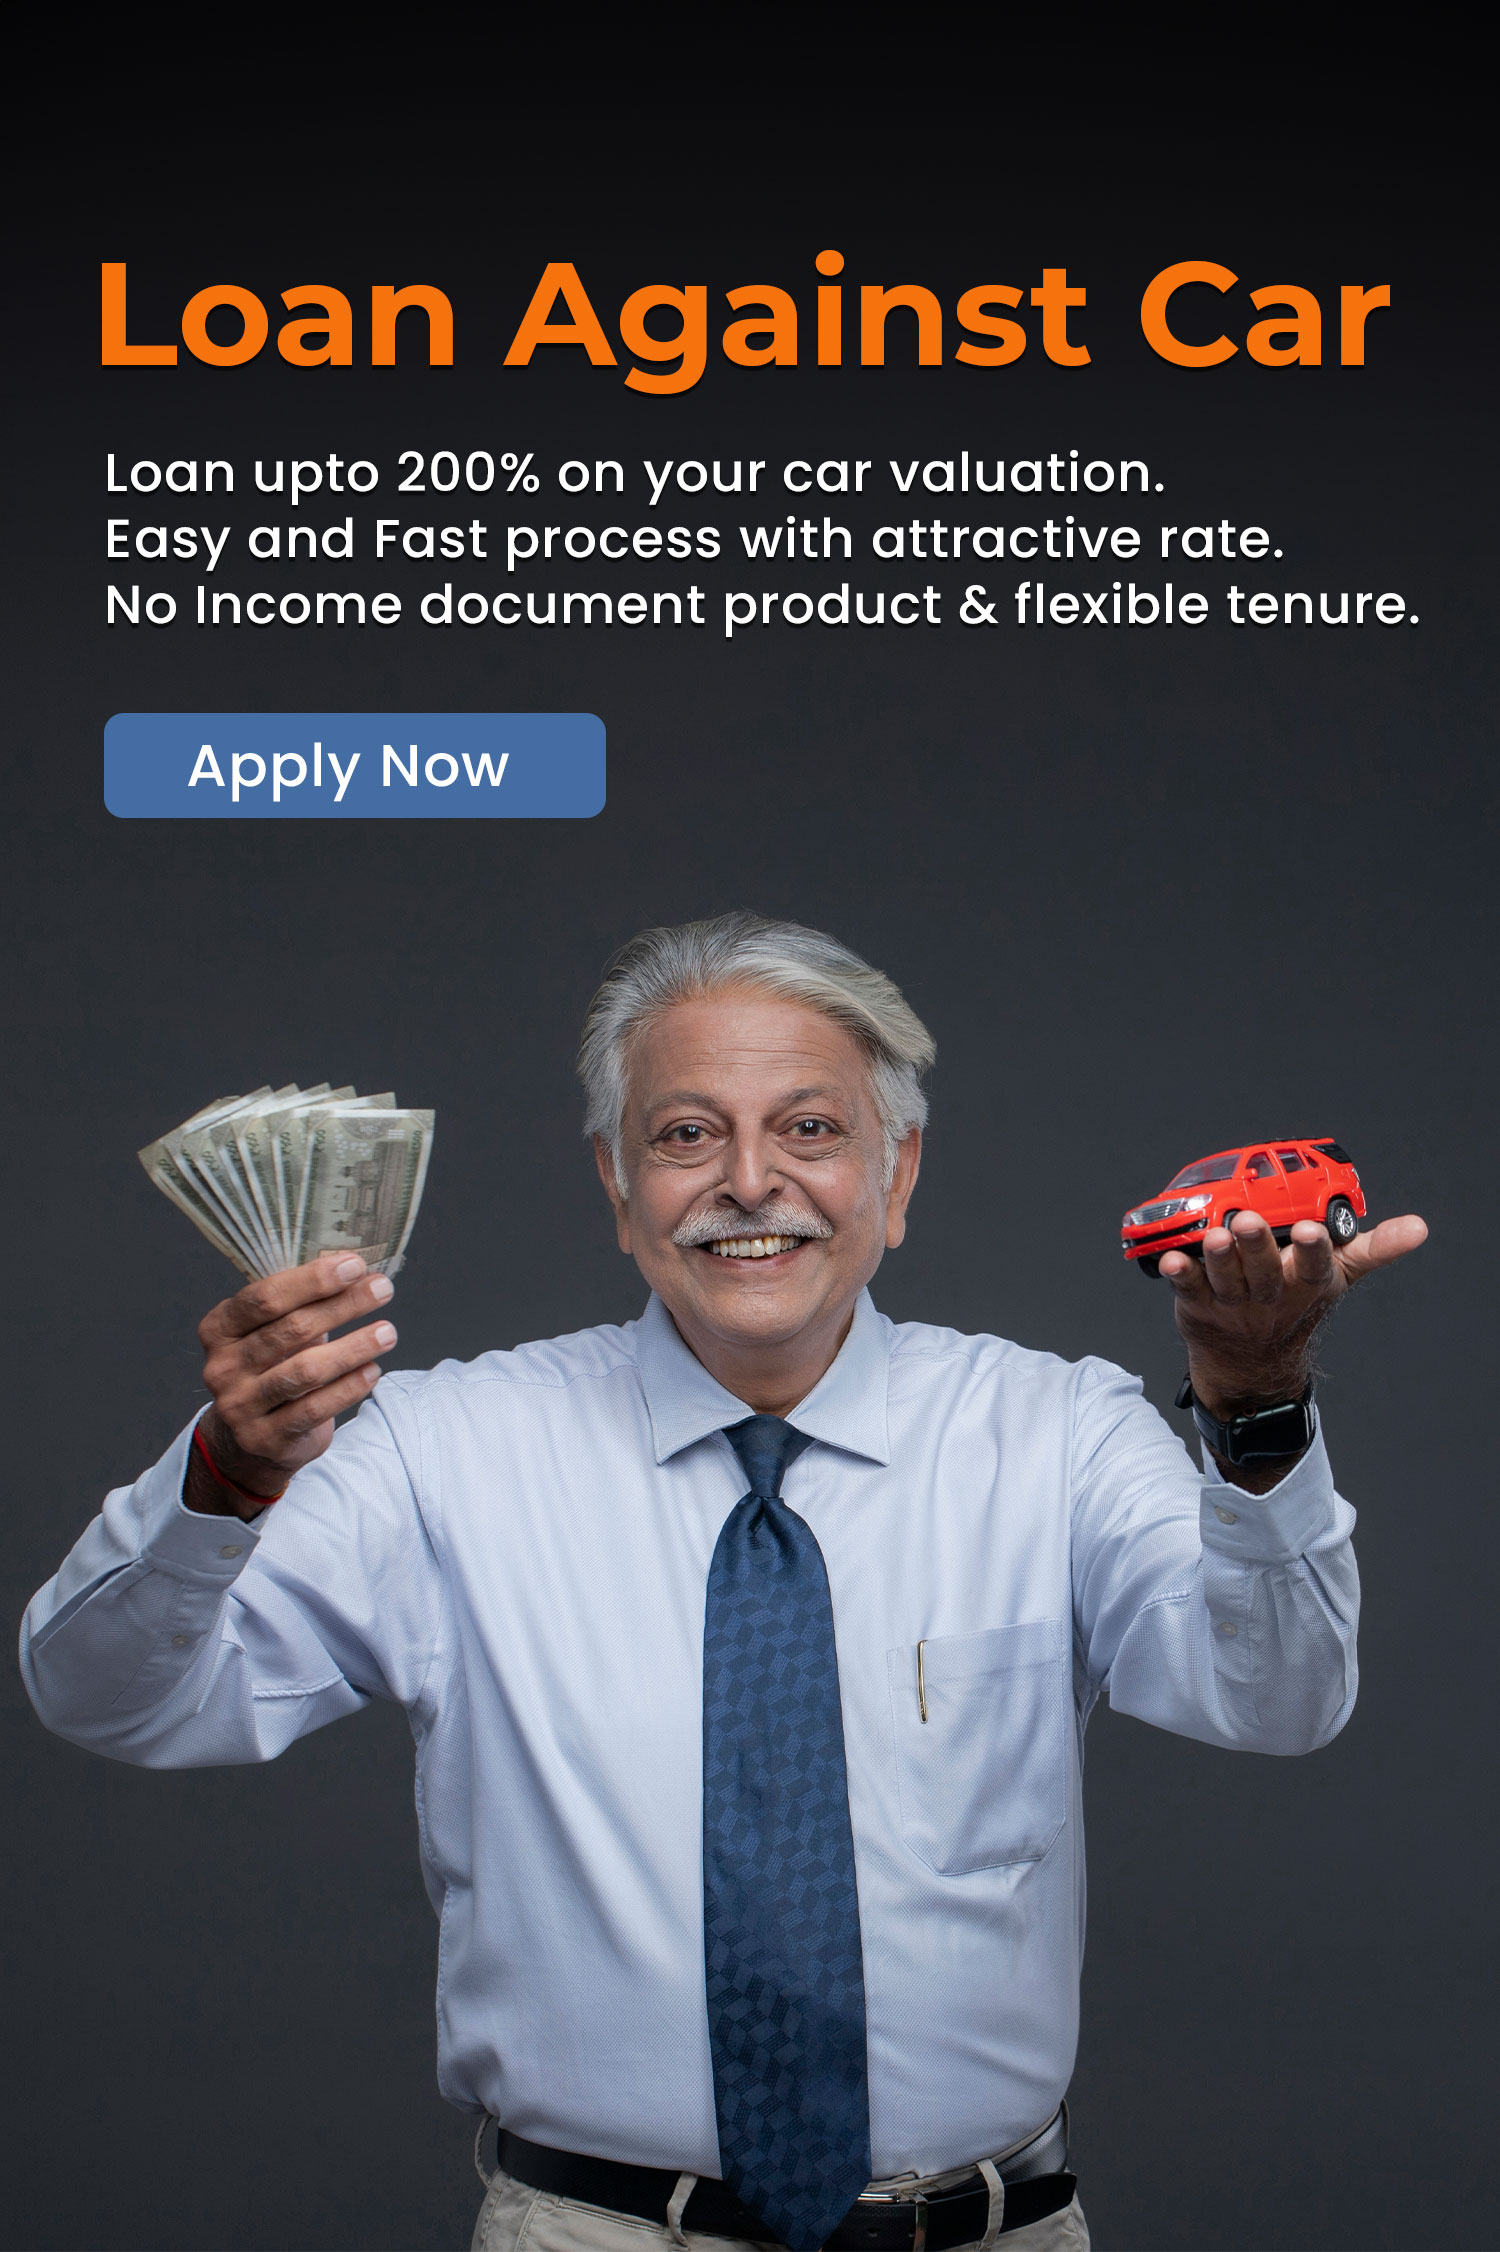 Loan Against Car
Loan upto 200% on your car valuation.
Easy and Fast process with attractive rate.
No Income document product & flexible tenure.
Apply Now